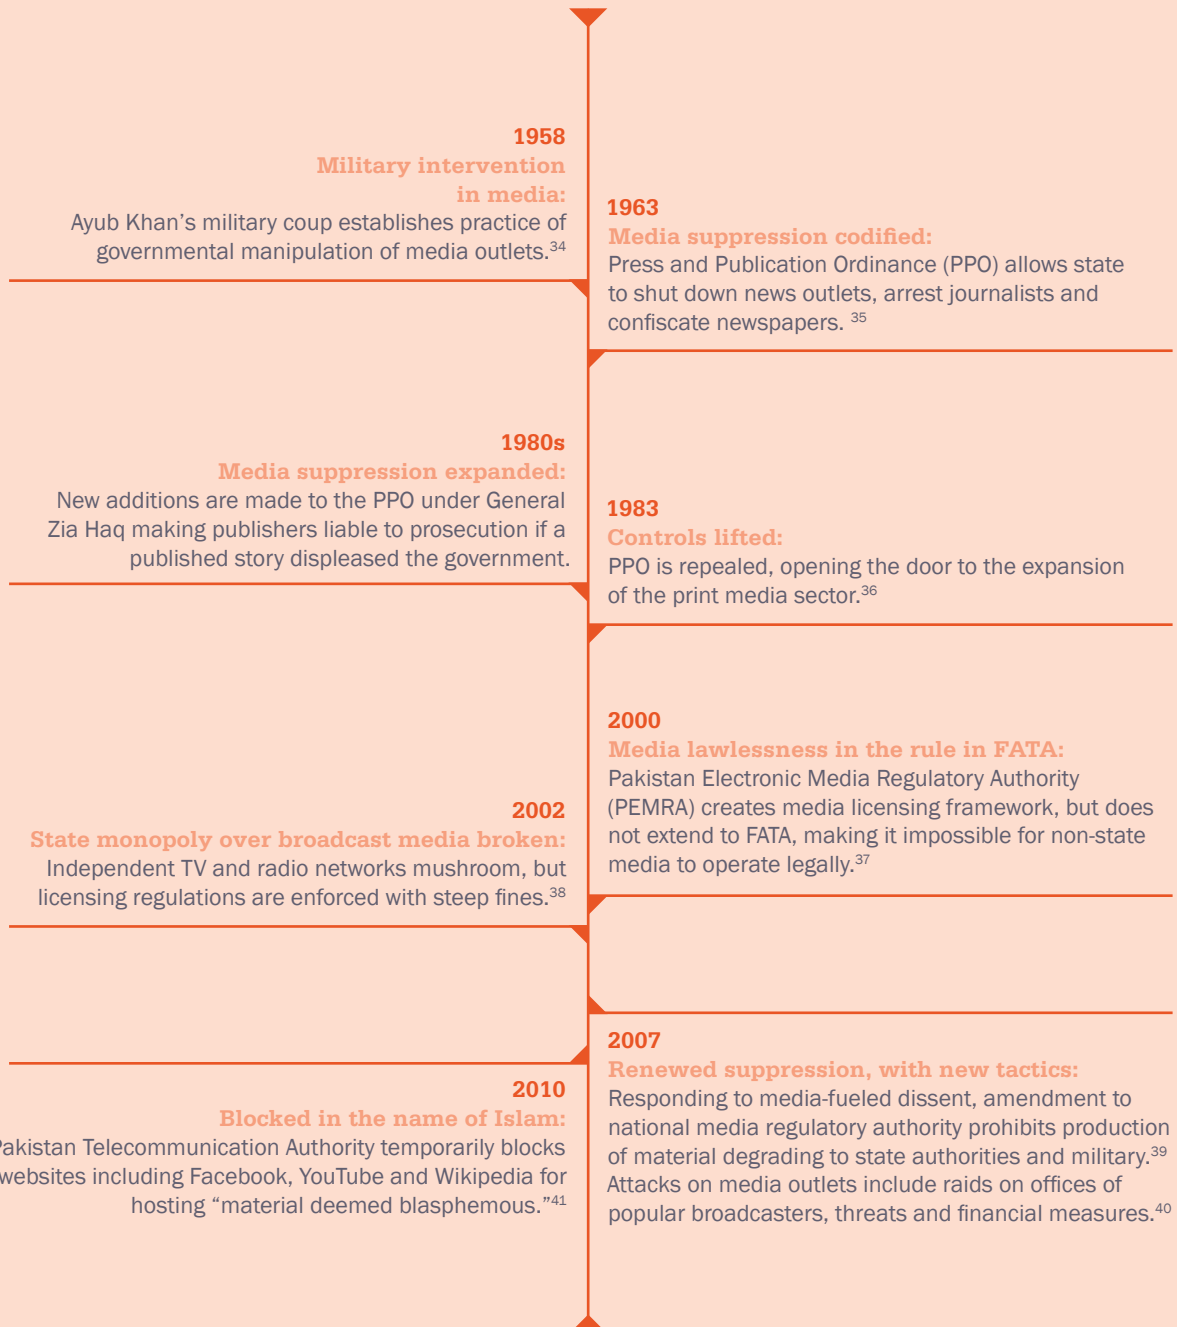 1958
Military intervention
in media:
Ayub Khan’s military coup establishes practice of
governmental manipulation of media outlets.34
1963
Media suppression codified:
Press and Publication Ordinance (PPO) allows state
to shut down news outlets, arrest journalists and
confiscate newspapers. 35
1980s
Media suppression expanded:
New additions are made to the PPO under General
Zia Haq making publishers liable to prosecution if a
published story displeased the government.
1983
Controls lifted:
PPO is repealed, opening the door to the expansion
of the print media sector.36
2000
Media lawlessness in the rule in FATA:
Pakistan Electronic Media Regulatory Authority
(PEMRA) creates media licensing framework, but does
not extend to FATA, making it impossible for non-state
media to operate legally.37
2002
State monopoly over broadcast media broken:
Independent TV and radio networks mushroom, but
licensing regulations are enforced with steep fines.38
2007
Renewed suppression, with new tactics:
Responding to media-fueled dissent, amendment to
national media regulatory authority prohibits production
of material degrading to state authorities and military.39
Attacks on media outlets include raids on offices of
popular broadcasters, threats and financial measures.40
2010
Blocked in the name of Islam:
Pakistan Telecommunication Authority temporarily blocks
websites including Facebook, YouTube and Wikipedia for
hosting “material deemed blasphemous.”41